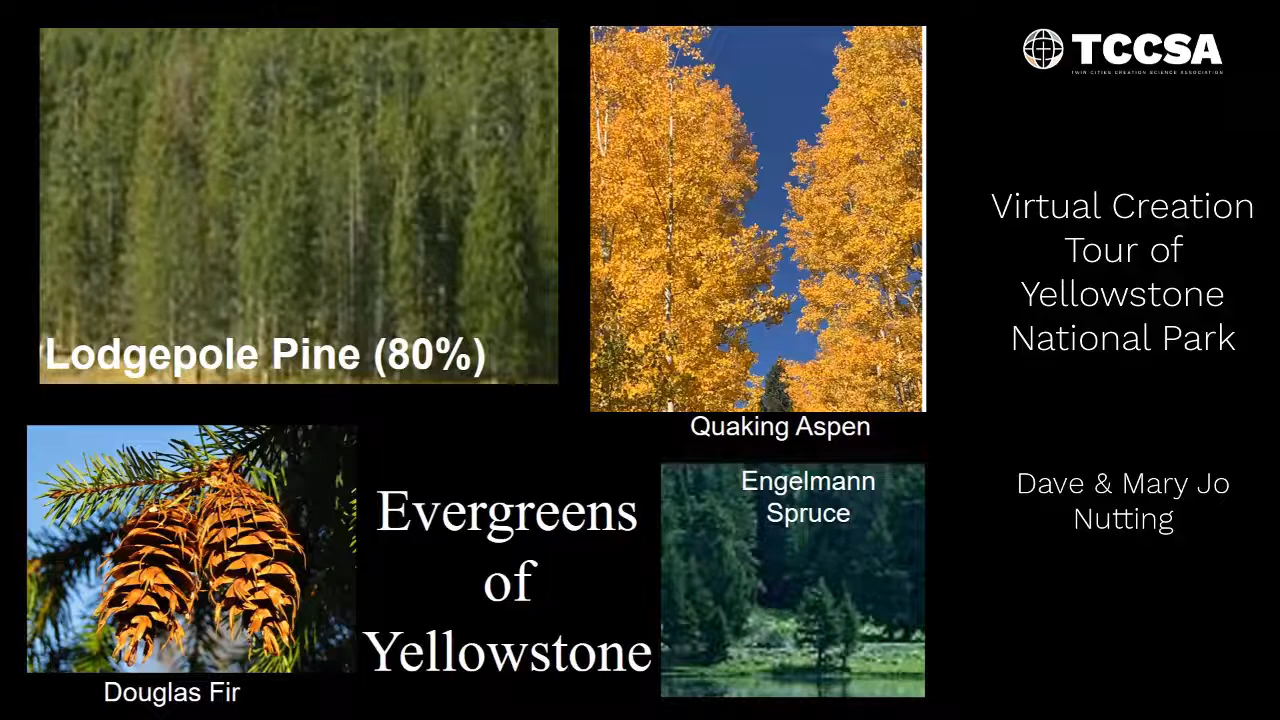 Lodgepole Pine (80%)
Quaking Aspen
Engelmann
Spruce
Evergreens
of
Yellowstone
Douglas Fir
TCCSA
TWIN CITIES CREATION SCIENCE ASSOCIATION
Virtual Creation
Tour of
Yellowstone
National Park
Dave & Mary Jo
Nutting